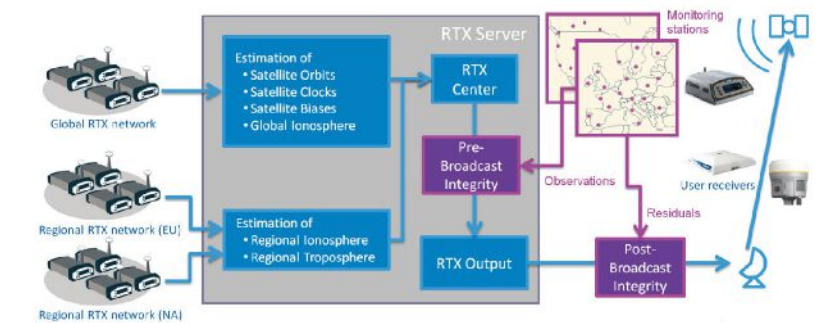 RTX Server
Monitoring
stations
Estimation of
• Satellite Orbits
• Satellite Clocks
• Satellite Biases
• Global Ionosphere
RTX
Center
Global RTX network
Pre-
Broadcast
Integrity
Observations
User receivers
Residuals
Regional RTX network (EU)
Estimation of
• Regional Ionosphere
• Regional Troposphere
RTX Output
Post-
Broadcast
Integrity
Regional RTX network (NA)